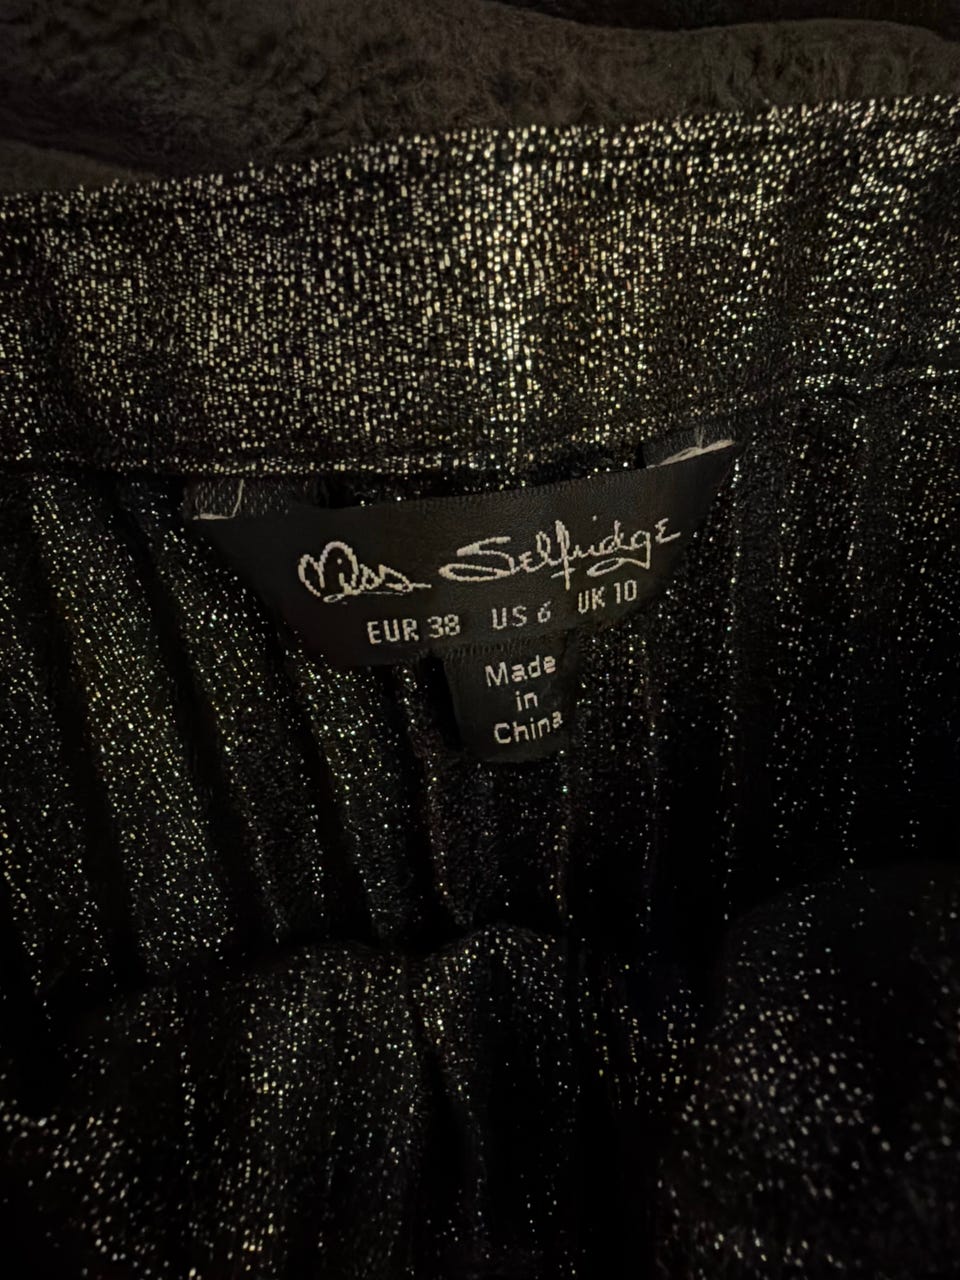 Miss Selfridge
EUR 38 US 6 UK 10
Made
in
China